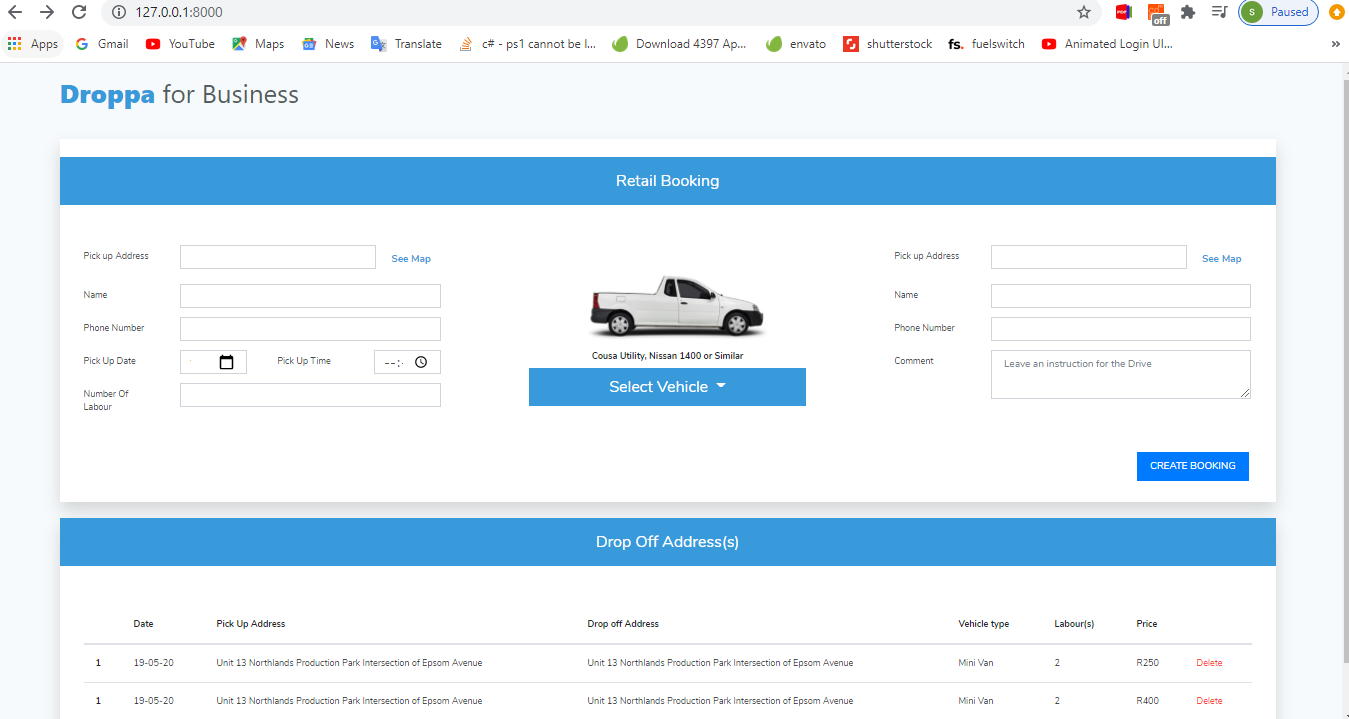 127.0.0.1:8000
PDF
off
S
Paused
Apps
Gmail
YouTube
Maps
News
Translate
c# - ps1 cannot be l...
Download 4397 Ap...
envato
shutterstock
fs. fuelswitch
Animated Login UI...
»
Droppa for Business
Retail Booking
Pick up Address
See Map
Name
Phone Number
Pick Up Date
Pick Up Time
--:
Number Of
Labour
Cousa Utility, Nissan 1400 or Similar
Select Vehicle
Pick up Address
See Map
Name
Phone Number
Comment
Leave an instruction for the Drive
CREATE BOOKING
Drop Off Address(s)
Date Pick Up Address Drop off Address Vehicle type Labour(s) Price
1 19-05-20 Unit 13 Northlands Production Park Intersection of Epsom Avenue Unit 13 Northlands Production Park Intersection of Epsom Avenue Mini Van 2 R250 Delete
1 19-05-20 Unit 13 Northlands Production Park Intersection of Epsom Avenue Unit 13 Northlands Production Park Intersection of Epsom Avenue Mini Van 2 R400 Delete